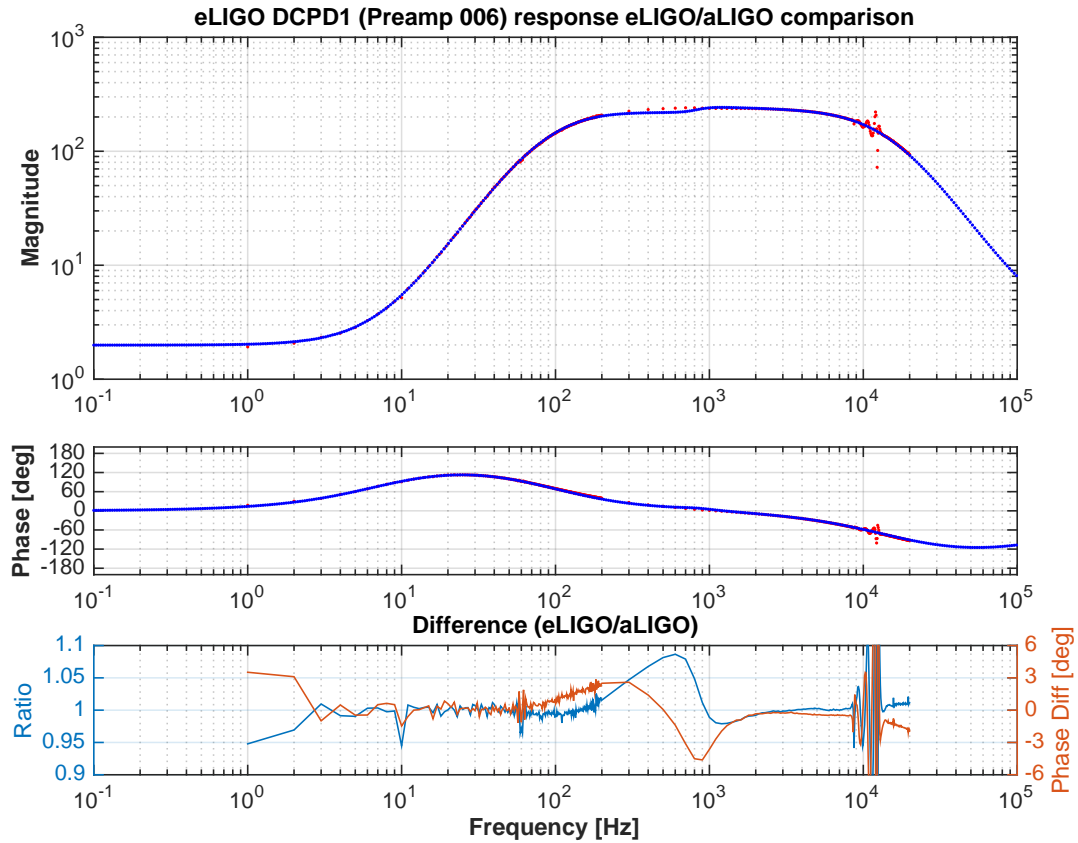 eLIGO DCPD1 (Preamp 006) response eLIGO/aLIGO comparison
10^3
10^2
10^1
10^0
Magnitude
10^-1 10^0 10^1 10^2 10^3 10^4 10^5
180
120
60
0
-60
-120
-180
Phase [deg]
10^-1 10^0 10^1 10^2 10^3 10^4 10^5
Difference (eLIGO/aLIGO)
1.1
1.05
1
0.95
0.9
Ratio
6
3
0
-3
-6
Phase Diff [deg]
10^-1 10^0 10^1 10^2 10^3 10^4 10^5
Frequency [Hz]